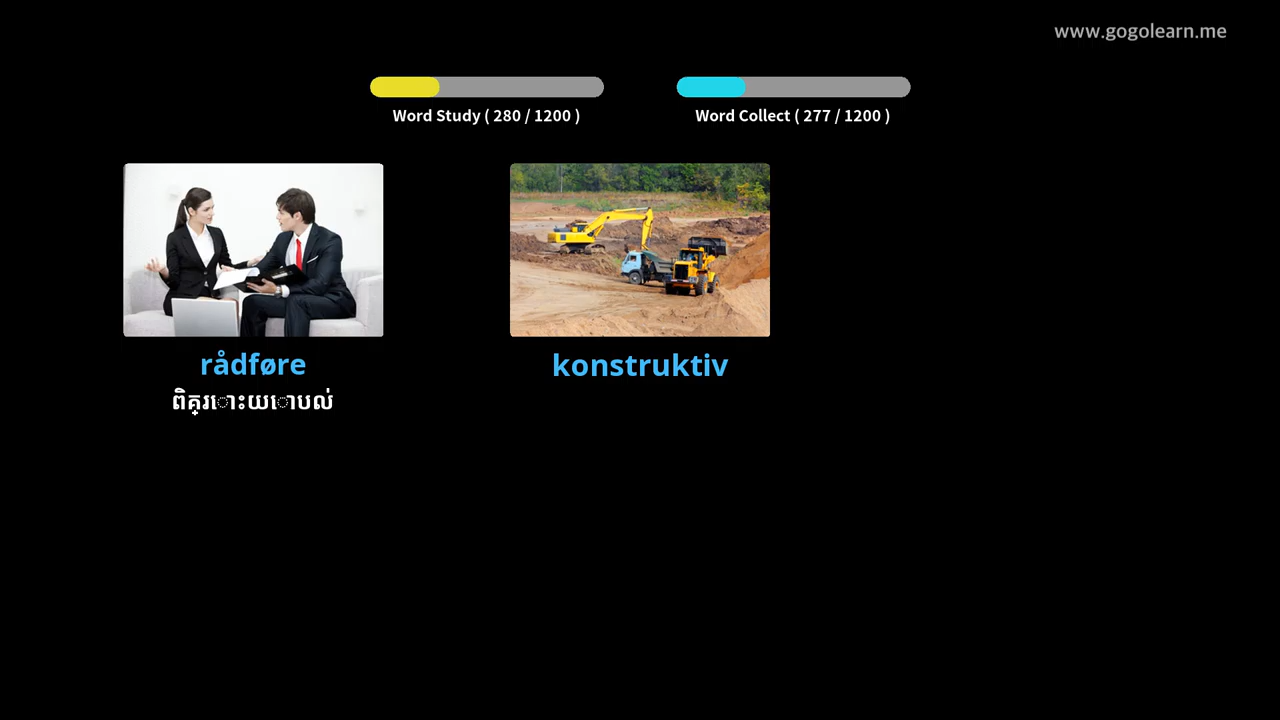 www.gogolearn.me
Word Study ( 280 / 1200 )
Word Collect ( 277 / 1200 )
rådføre
konstruktiv
ពិគ្រោះយោបល់